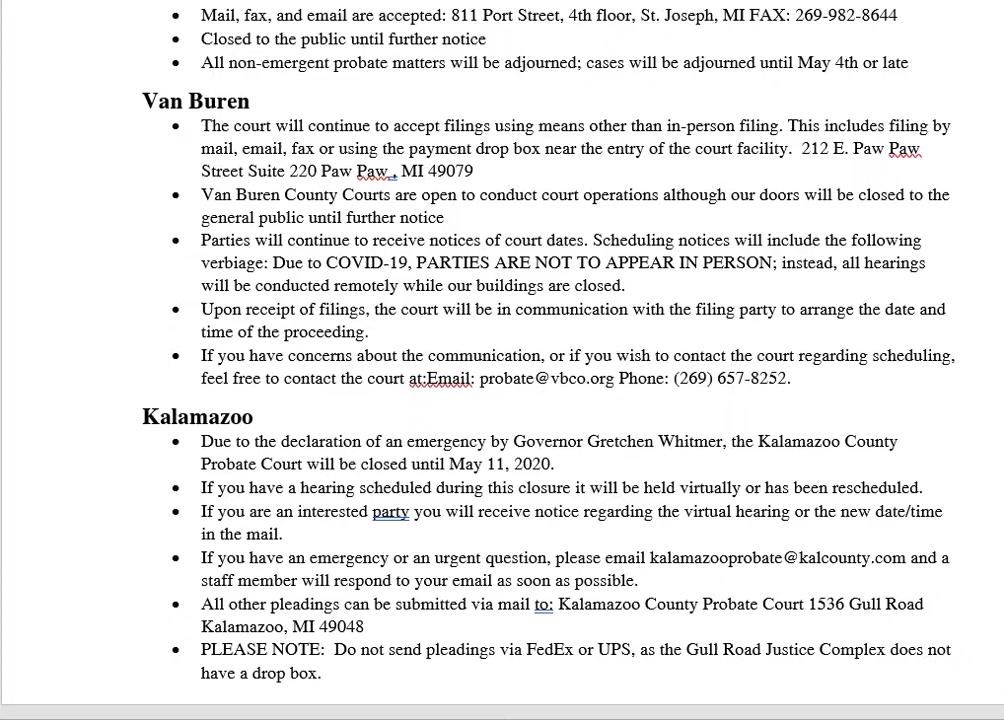 • Mail, fax, and email are accepted: 811 Port Street, 4th floor, St. Joseph, MI FAX: 269-982-8644
• Closed to the public until further notice
• All non-emergent probate matters will be adjourned; cases will be adjourned until May 4th or late
Van Buren
• The court will continue to accept filings using means other than in-person filing. This includes filing by
mail, email, fax or using the payment drop box near the entry of the court facility.  212 E. Paw Paw
Street Suite 220 Paw Paw , MI 49079
• Van Buren County Courts are open to conduct court operations although our doors will be closed to the
general public until further notice
• Parties will continue to receive notices of court dates. Scheduling notices will include the following
verbiage: Due to COVID-19, PARTIES ARE NOT TO APPEAR IN PERSON; instead, all hearings
will be conducted remotely while our buildings are closed.
• Upon receipt of filings, the court will be in communication with the filing party to arrange the date and
time of the proceeding.
• If you have concerns about the communication, or if you wish to contact the court regarding scheduling,
feel free to contact the court at:Email: probate@vbco.org Phone: (269) 657-8252.
Kalamazoo
• Due to the declaration of an emergency by Governor Gretchen Whitmer, the Kalamazoo County
Probate Court will be closed until May 11, 2020.
• If you have a hearing scheduled during this closure it will be held virtually or has been rescheduled.
• If you are an interested party you will receive notice regarding the virtual hearing or the new date/time
in the mail.
• If you have an emergency or an urgent question, please email kalamazooprobate@kalcounty.com and a
staff member will respond to your email as soon as possible.
• All other pleadings can be submitted via mail to: Kalamazoo County Probate Court 1536 Gull Road
Kalamazoo, MI 49048
• PLEASE NOTE:  Do not send pleadings via FedEx or UPS, as the Gull Road Justice Complex does not
have a drop box.